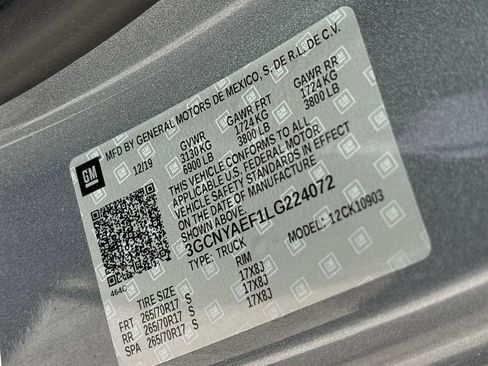 GM
MFD BY GENERAL MOTORS DE MEXICO, S. DE R.L. DE C.V.
12/19 GVWR GAWR FRT GAWR RR
3130 KG 1724 KG 1724 KG
6900 LB 3800 LB 3800 LB
THIS VEHICLE CONFORMS TO ALL
APPLICABLE U.S. FEDERAL MOTOR
VEHICLE SAFETY STANDARDS IN EFFECT
ON THE DATE OF MANUFACTURE
SHOWN ABOVE.
3GCNYAEF1LG224072
TYPE: TRUCK MODEL: 12CK10903
464C
TIRE SIZE RIM
FRT 265/70R17 S 17X8J
RR 265/70R17 S 17X8J
SPA 265/70R17 S 17X8J